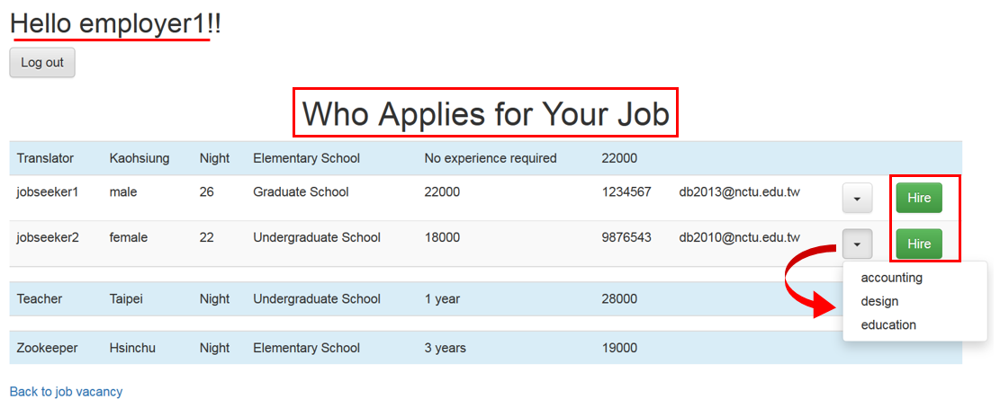 Hello employer1!!
Log out
Who Applies for Your Job
Translator Kaohsiung Night Elementary School No experience required 22000
jobseeker1 male 26 Graduate School 22000 1234567 db2013@nctu.edu.tw Hire
jobseeker2 female 22 Undergraduate School 18000 9876543 db2010@nctu.edu.tw Hire
accounting
design
education
Teacher Taipei Night Undergraduate School 1 year 28000
Zookeeper Hsinchu Night Elementary School 3 years 19000
Back to job vacancy